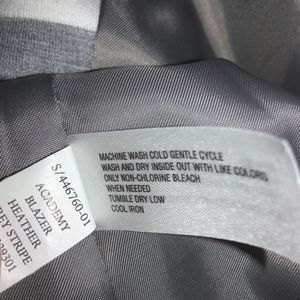 MACHINE WASH COLD GENTLE CYCLE
WASH AND DRY INSIDE OUT WITH LIKE COLORS
ONLY NON-CHLORINE BLEACH
WHEN NEEDED
TUMBLE DRY LOW
COOL IRON
S/446760-01
ACADEMY
BLAZER
HEATHER
STRIPE